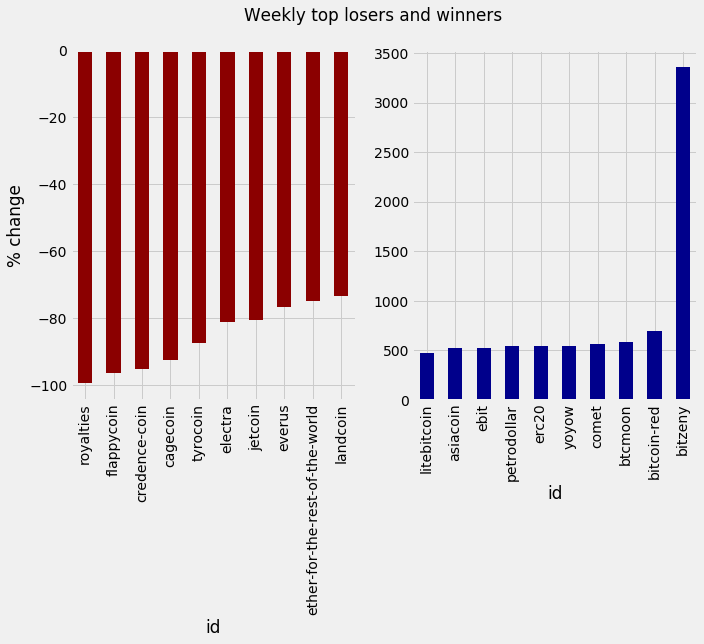 Weekly top losers and winners
% change
0
−20
−40
−60
−80
−100
royalties
flappycoin
credence-coin
cagecoin
tyrocoin
electra
jetcoin
everus
ether-for-the-rest-of-the-world
landcoin
id
3500
3000
2500
2000
1500
1000
500
0
litebitcoin
asiacoin
ebit
petrodollar
erc20
yoyow
comet
btcmoon
bitcoin-red
bitzeny
id